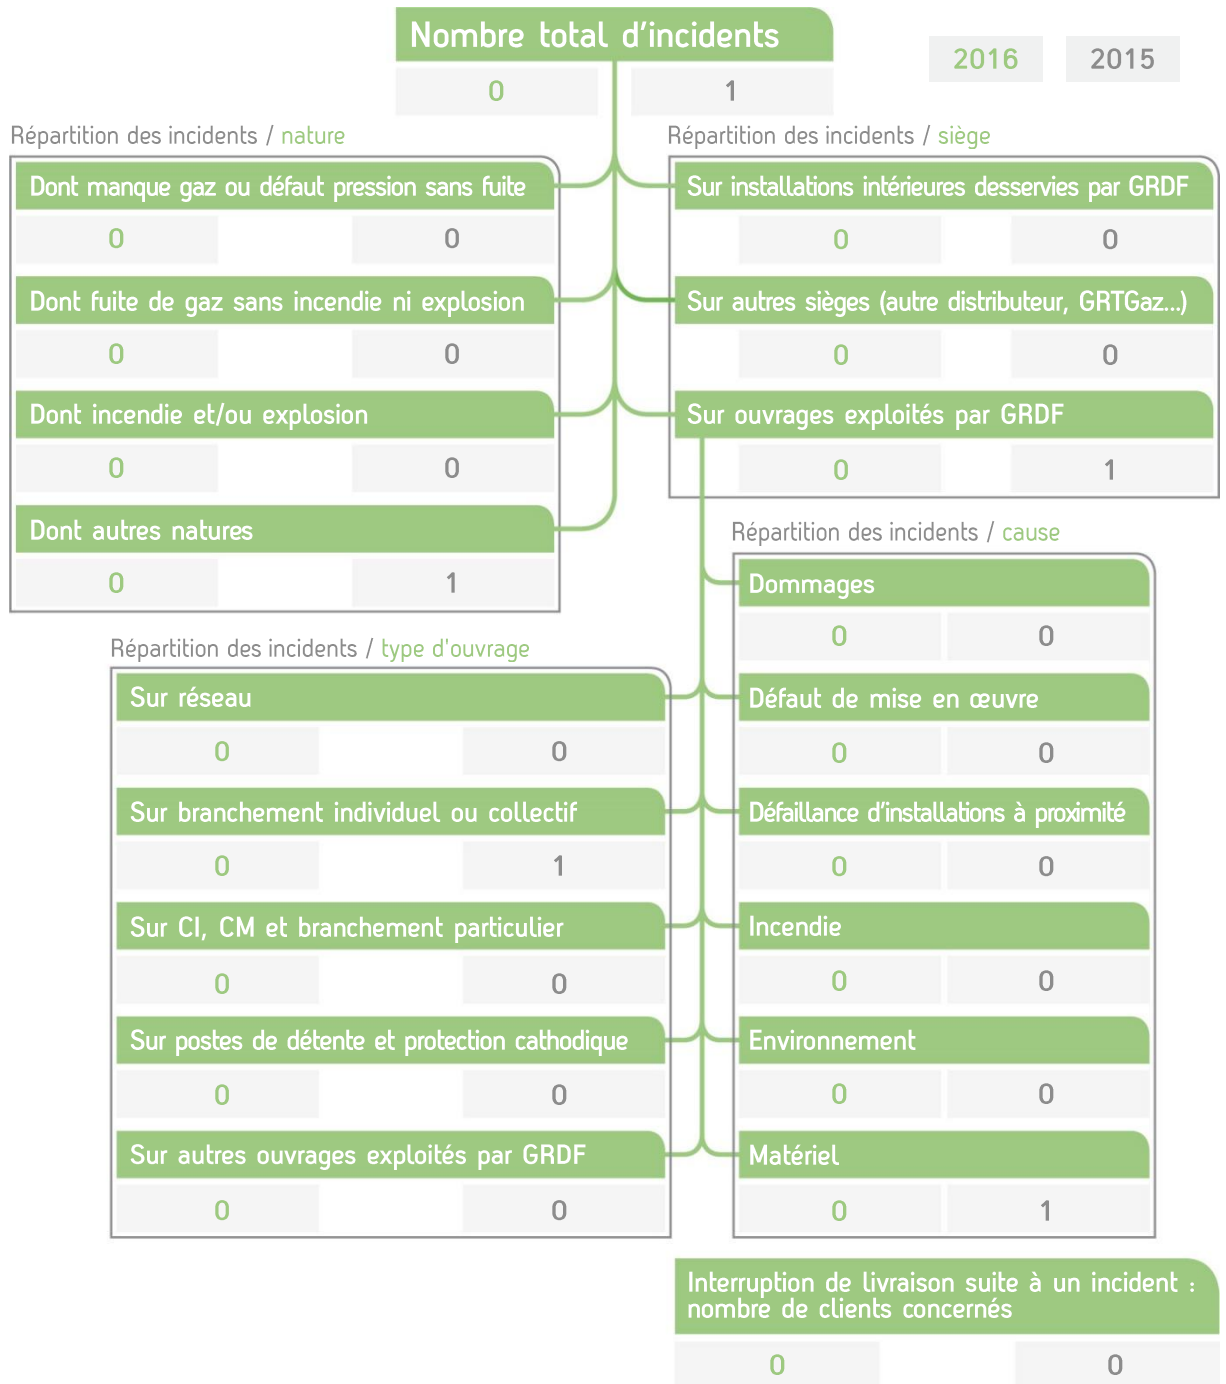 Nombre total d'incidents
2016 2015
0 1
Répartition des incidents / nature
Dont manque gaz ou défaut pression sans fuite
0 0
Dont fuite de gaz sans incendie ni explosion
0 0
Dont incendie et/ou explosion
0 0
Dont autres natures
0 1
Répartition des incidents / siège
Sur installations intérieures desservies par GRDF
0 0
Sur autres sièges (autre distributeur, GRTGaz...)
0 0
Sur ouvrages exploités par GRDF
0 1
Répartition des incidents / type d'ouvrage
Sur réseau
0 0
Sur branchement individuel ou collectif
0 1
Sur CI, CM et branchement particulier
0 0
Sur postes de détente et protection cathodique
0 0
Sur autres ouvrages exploités par GRDF
0 0
Répartition des incidents / cause
Dommages
0 0
Défaut de mise en œuvre
0 0
Défaillance d'installations à proximité
0 0
Incendie
0 0
Environnement
0 0
Matériel
0 1
Interruption de livraison suite à un incident :
nombre de clients concernés
0 0